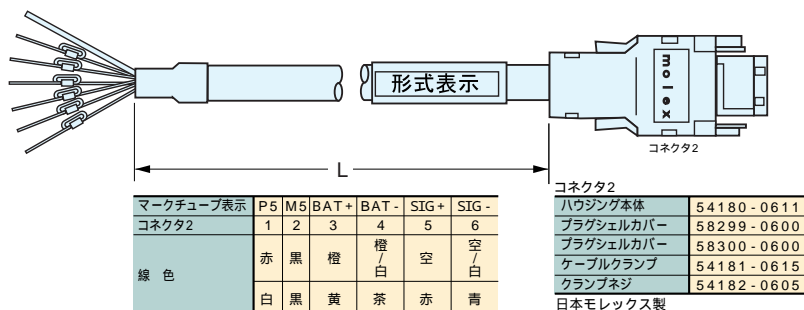 形式表示
molex
コネクタ2
L
マークチューブ表示 P5 M5 BAT+ BAT- SIG+ SIG-
コネクタ2 1 2 3 4 5 6
線 色 赤 黒 橙 橙/白 空 空/白
白 黒 黄 茶 赤 青
コネクタ2
ハウジング本体 54180-0611
プラグシェルカバー 58299-0600
プラグシェルカバー 58300-0600
ケーブルクランプ 54181-0615
クランプネジ 54182-0605
日本モレックス製